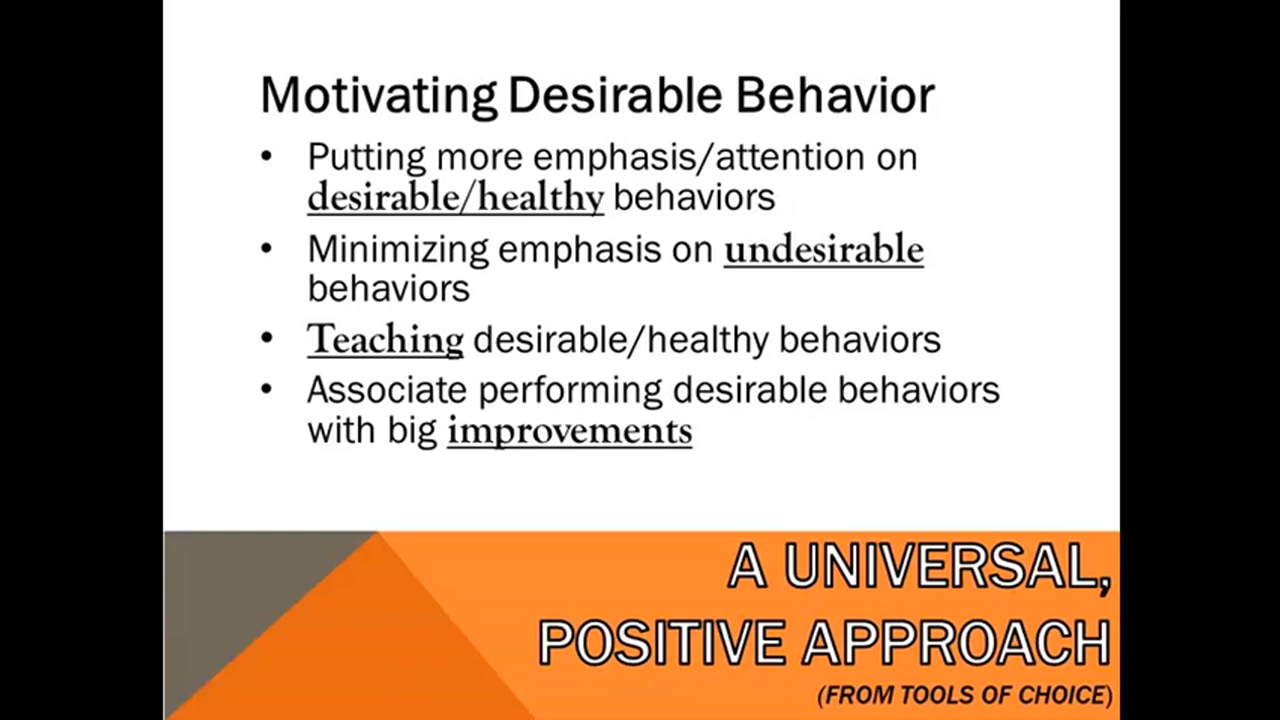 Motivating Desirable Behavior
• Putting more emphasis/attention on
desirable/healthy behaviors
• Minimizing emphasis on undesirable
behaviors
• Teaching desirable/healthy behaviors
• Associate performing desirable behaviors
with big improvements
A UNIVERSAL,
POSITIVE APPROACH
(FROM TOOLS OF CHOICE)